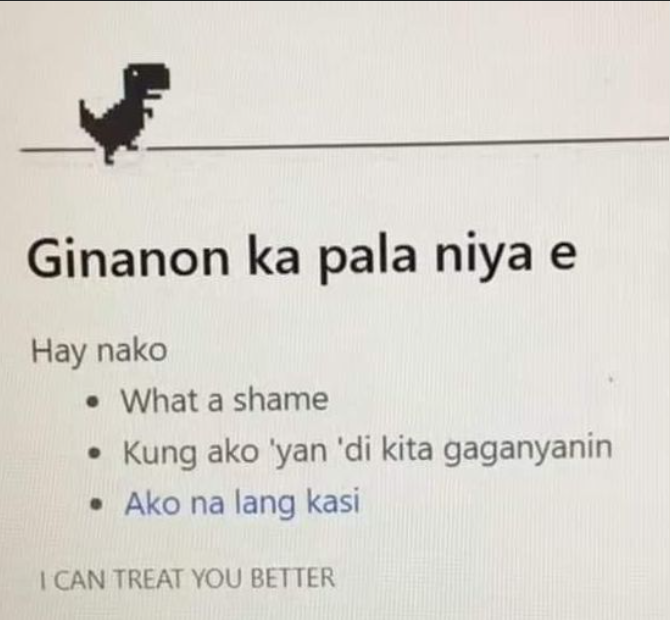 Ginanon ka pala niya e
Hay nako
• What a shame
• Kung ako 'yan 'di kita gaganyanin
• Ako na lang kasi
I CAN TREAT YOU BETTER